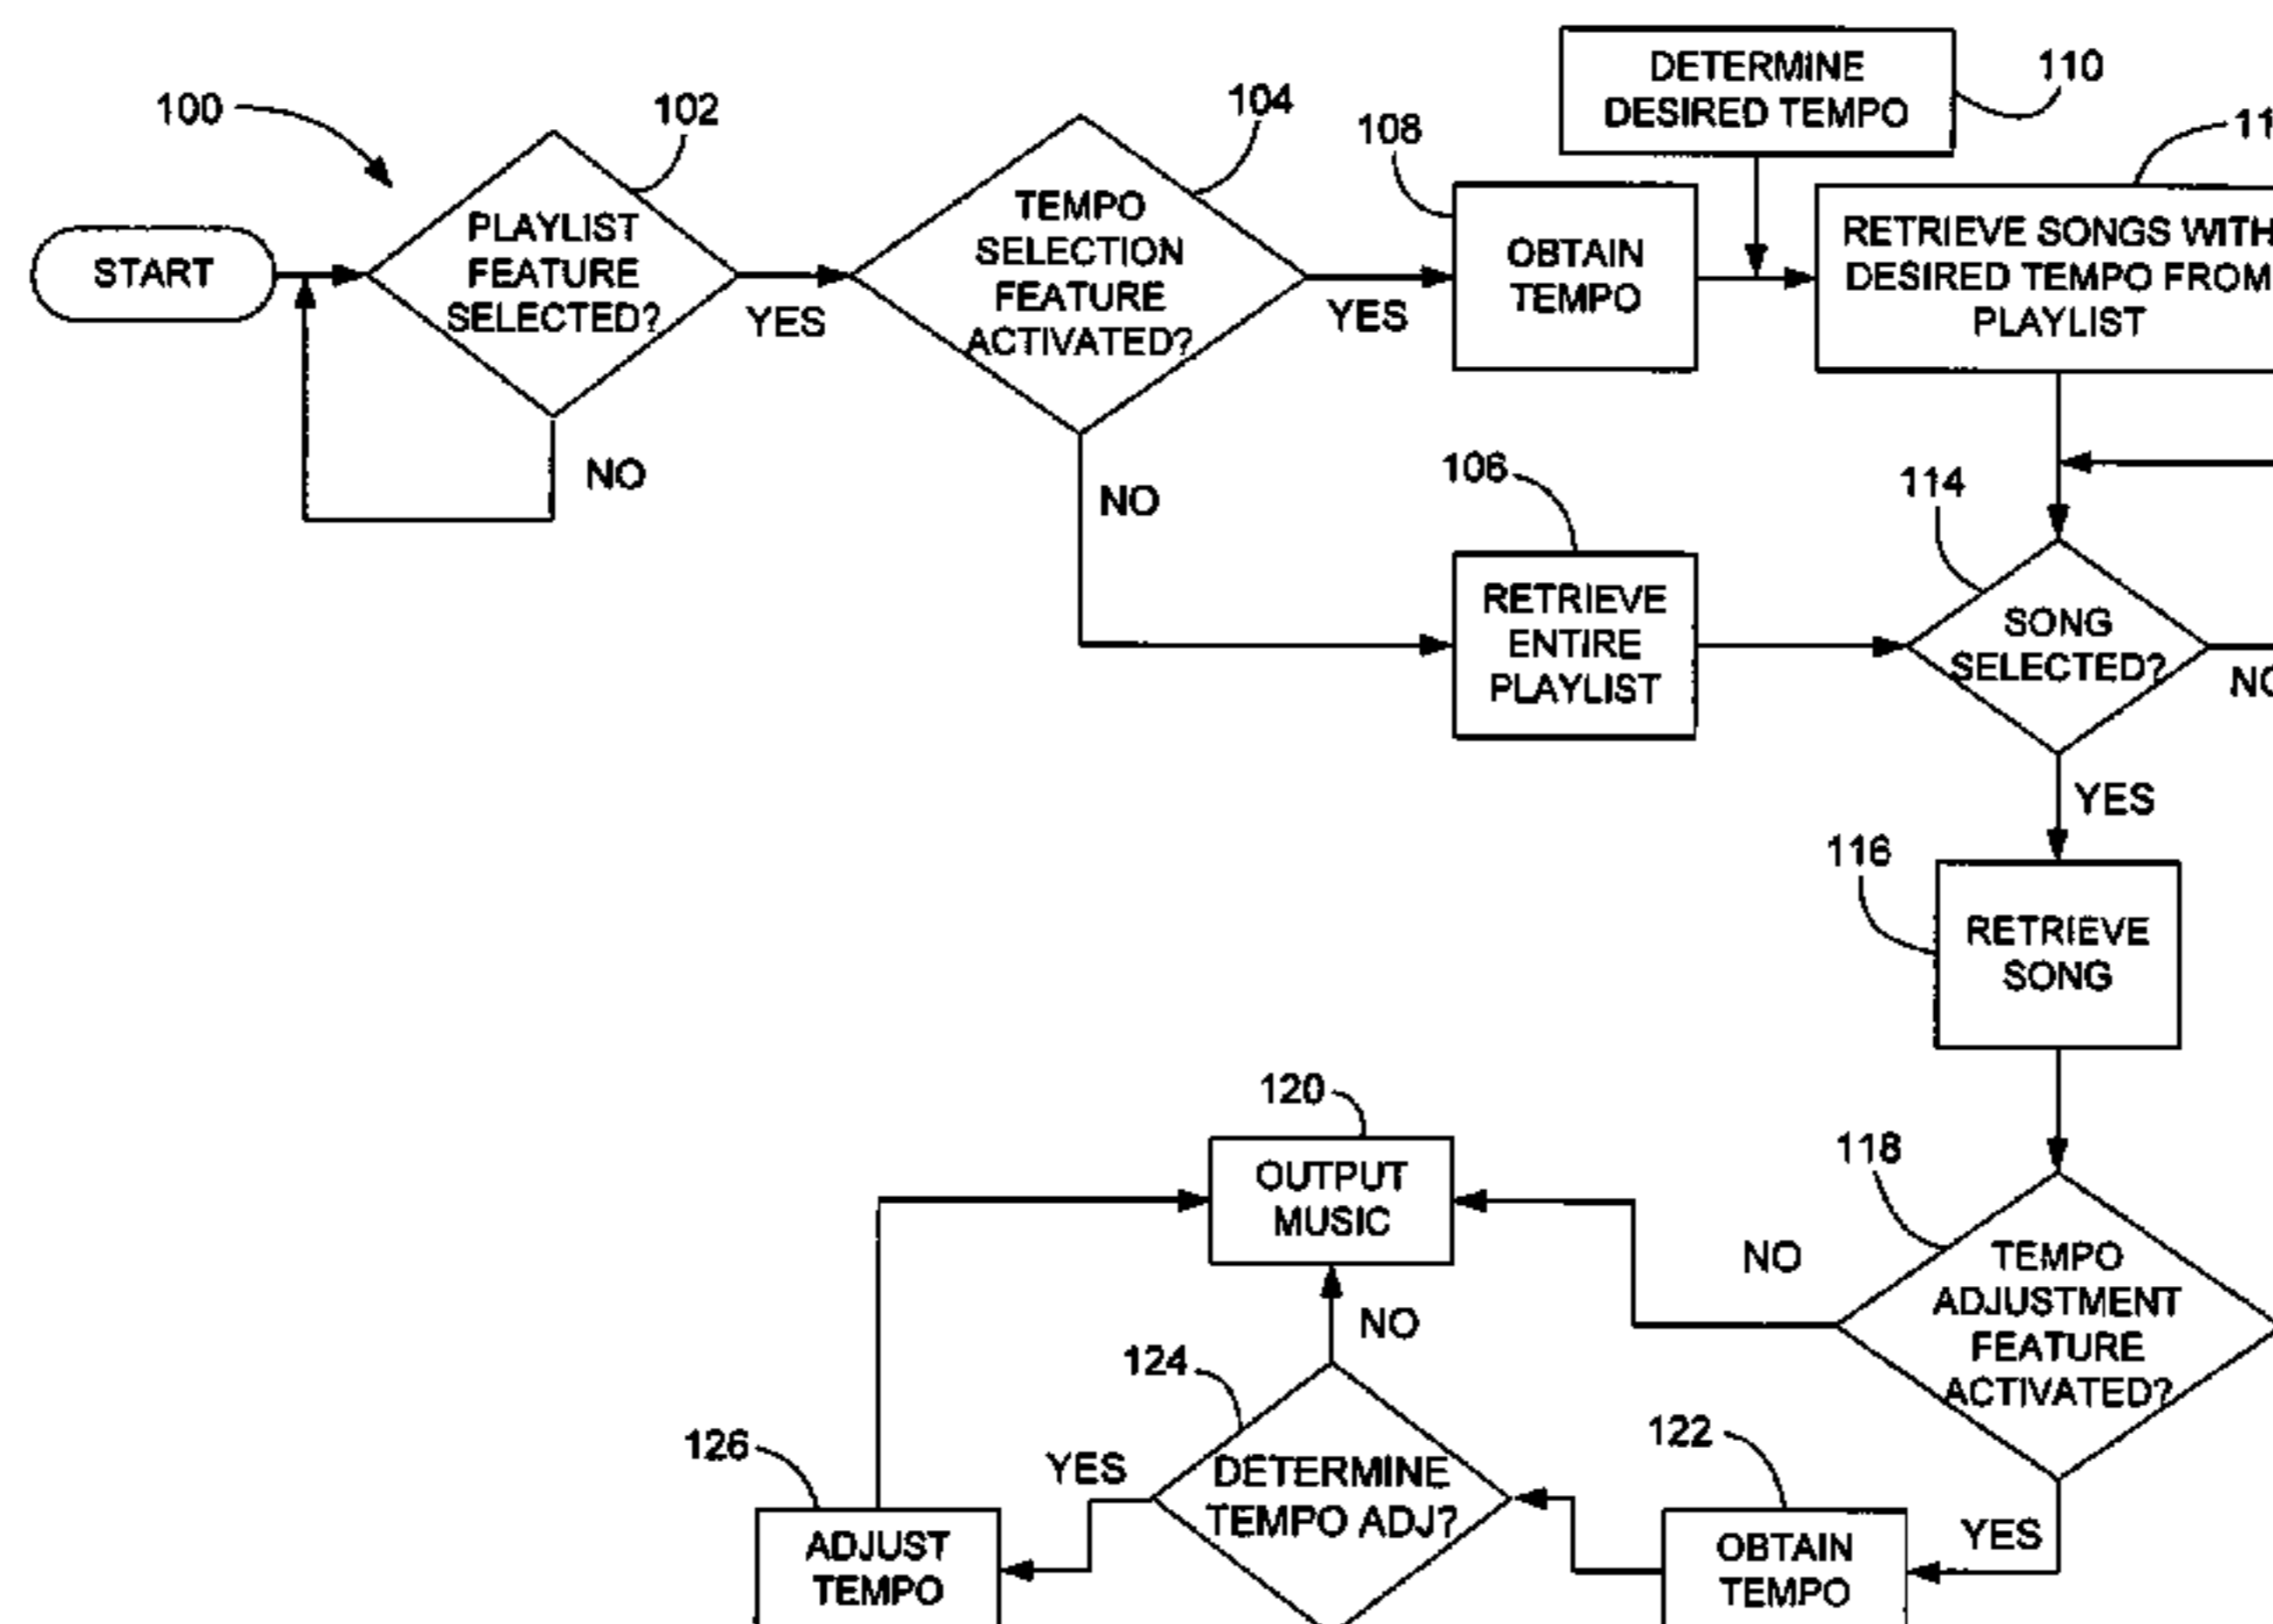 100
102
104
108
DETERMINE
DESIRED TEMPO
110
START
PLAYLIST
FEATURE
SELECTED?
YES
NO
TEMPO
SELECTION
FEATURE
ACTIVATED?
YES
NO
OBTAIN
TEMPO
RETRIEVE SONGS WITH
DESIRED TEMPO FROM
PLAYLIST
106
RETRIEVE
ENTIRE
PLAYLIST
114
SONG
SELECTED?
YES
116
RETRIEVE
SONG
118
TEMPO
ADJUSTMENT
FEATURE
ACTIVATED?
NO
YES
120
OUTPUT
MUSIC
NO
122
OBTAIN
TEMPO
124
DETERMINE
TEMPO ADJ?
YES
126
ADJUST
TEMPO